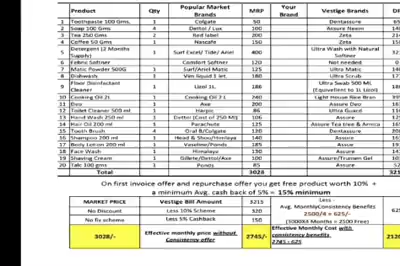 Product Qty Popular Market Brands MRP Your Brand Vestige Brands DP
1 Toothpaste 100 Gms. 1 Colgate 50 Dentassure
2 Soap 100 Gms 4 Dettol / Lux 100 Assure Neem
3 Tea 250 Gms 2 Red label 200 Zeta
4 Coffee 50 Gms 1 Nescafe 150 Zeta
5 Detergent (2 Months Supply) 1 Surf Excel/ Tide/ Ariel 400 Ultra Wash with Natural Softner
6 Fabric Softner 1 Comfort Softner 120 Not needed 0
7 Matic Powder 500G 1 Surf/Ariel Matic 125 Ultra Matic
8 Dishwash 1 Vim liquid 1 let. 180 Ultra Scrub
9 Floor Disinfectant Cleaner 1 Lizol 1L 186 Ultra Swab 500 ML (Equivalent to 1L Lizol)
10 Cooking Oil 2L 1 Cooking Oil 2 L 240 Light House Rice Bran
11 Deo 1 Axe 200 Assure Deo
12 Toilet Cleaner 500 ml 1 Harpic 86 Ultra Guard
13 Hand Wash 250 ml 1 Dettol (Cost of 250 Ml) 106 Assure
14 Hair Oil 200 ml 1 Parachute 125 Assure Tea tree & Arnica
15 Tooth Brush 4 Oral B/Colgate 130 Dentassure
16 Shampoo 200 ml 1 Head & Shou/Himlaya 140 Assure
17 Body Lotion 200 ml 1 Vaseline/Ponds 185 Assure
18 Face Wash 1 Himalaya 130 Assure
19 Shaving Cream 1 Gillete/Dettol/Axe 100 Assure/Truman Gel
20 Talc 100 gms 1 Ponds 85 Assure
Total 3028
On first invoice offer and repurchase offer you get free product worth 10% +
a minimum Avg. cash back of 5% = 15% minimum
MARKET PRICE Vestige Bill Amount 3215 Less -
No Discount Less 10% Scheme 320 Avg. MonthlyConsistency Benefits
2500/4 = 625/-
No fix scheme Less 5% Cashback 150 (1000X3 Months = 2500 Free)
3028/- Effective monthly price without Consistency offer 2745/- Effective Monthly Cost with consistency benefits
2745 - 625